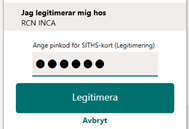 Jag legitimerar mig hos
RCN INCA
Ange pinkod för SITHS-kort (Legitimering)
●●●●●●
Legitimera
Avbryt